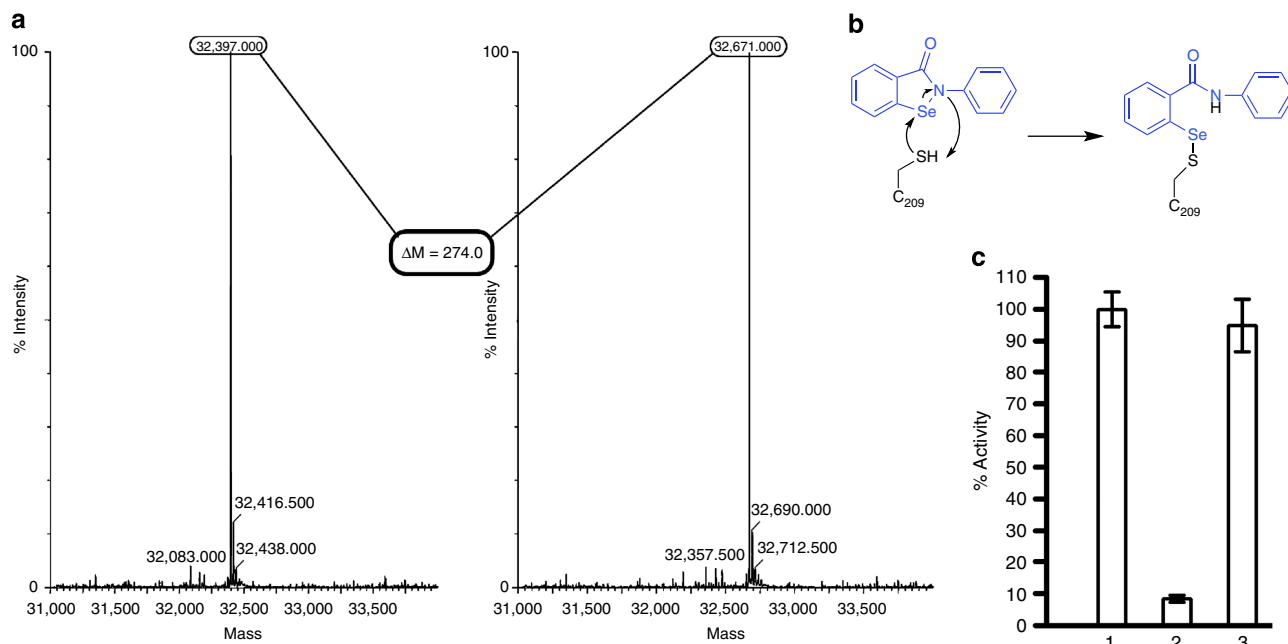 a
100
32,397.000
ΔM = 274.0
% Intensity
32,416.500
32,438.000
32,083.000
0
31,000 31,500 32,000 32,500 33,000 33,500
Mass
100
32,671.000
% Intensity
32,690.000
32,712.500
32,357.500
0
31,000 31,500 32,000 32,500 33,000 33,500
Mass
b
O
N
Se
SH
C209
O
N
H
Se
S
C209
c
110
100
90
80
70
60
50
40
30
20
10
0
% Activity
1 2 3